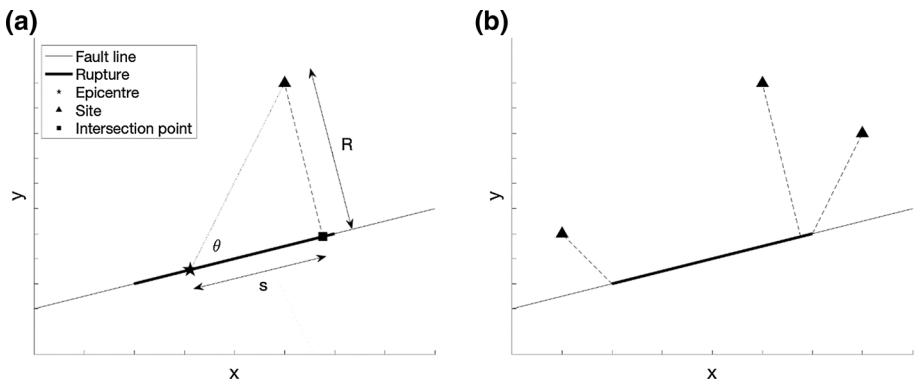 (a)
Fault line
Rupture
Epicentre
Site
Intersection point
R
θ
s
y
x
(b)
y
x